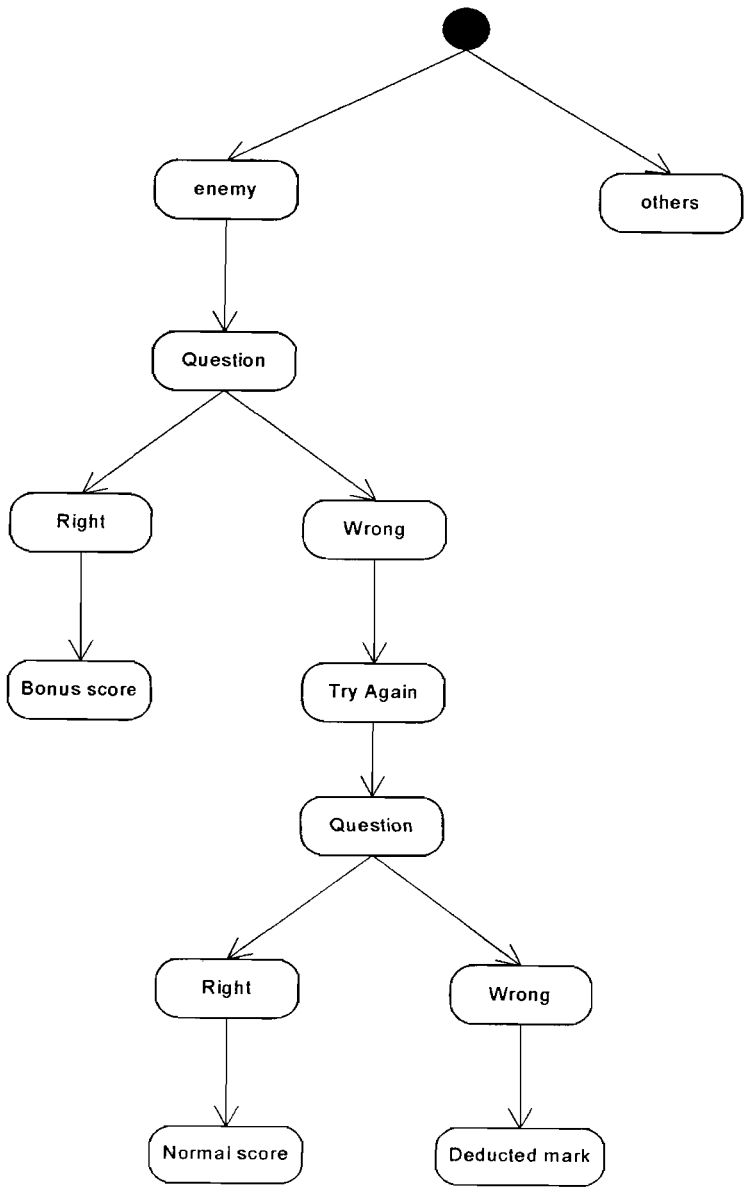 enemy
others
Question
Right
Wrong
Bonus score
Try Again
Question
Right
Wrong
Normal score
Deducted mark